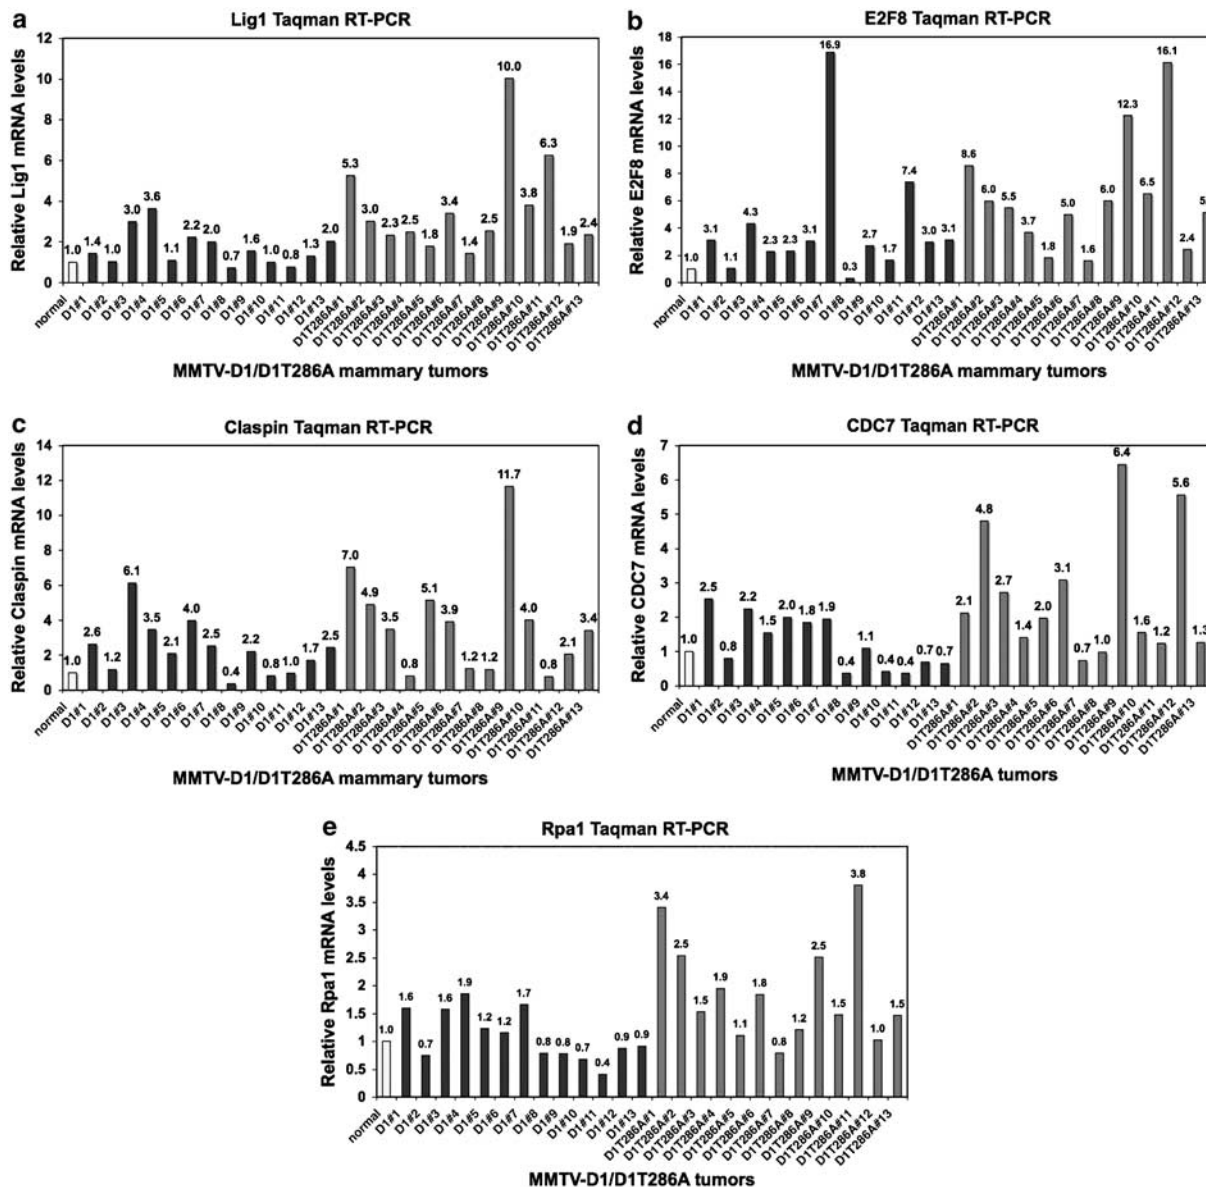 a
Lig1 Taqman RT-PCR
Relative Lig1 mRNA levels
12
10
8
6
4
2
0
1.0 1.4 1.0 3.0 3.6 1.1 2.2 2.0 0.7 1.6 1.0 0.8 1.3 2.0 5.3 3.0 2.3 2.5 1.8 3.4 1.4 2.5 10.0 3.8 6.3 1.9 2.4
normal D1#1 D1#2 D1#3 D1#4 D1#5 D1#6 D1#7 D1#8 D1#9 D1#10 D1#11 D1#12 D1#13 D1T286A#1 D1T286A#2 D1T286A#3 D1T286A#4 D1T286A#5 D1T286A#6 D1T286A#7 D1T286A#8 D1T286A#9 D1T286A#10 D1T286A#11 D1T286A#12 D1T286A#13
MMTV-D1/D1T286A mammary tumors
b
E2F8 Taqman RT-PCR
Relative E2F8 mRNA levels
18
16
14
12
10
8
6
4
2
0
1.0 3.1 1.1 4.3 2.3 2.3 3.1 16.9 0.3 2.7 1.7 7.4 3.0 3.1 8.6 6.0 5.5 3.7 1.8 5.0 1.6 6.0 12.3 6.5 16.1 2.4 5.
normal D1#1 D1#2 D1#3 D1#4 D1#5 D1#6 D1#7 D1#8 D1#9 D1#10 D1#11 D1#12 D1#13 D1T286A#1 D1T286A#2 D1T286A#3 D1T286A#4 D1T286A#5 D1T286A#6 D1T286A#7 D1T286A#8 D1T286A#9 D1T286A#10 D1T286A#11 D1T286A#12 D1T286A#13
MMTV-D1/D1T286A mammary tumors
c
Claspin Taqman RT-PCR
Relative Claspin mRNA levels
14
12
10
8
6
4
2
0
1.0 2.6 1.2 6.1 3.5 2.1 4.0 2.5 0.4 2.2 0.8 1.0 1.7 2.5 7.0 4.9 3.5 0.8 5.1 3.9 1.2 1.2 11.7 4.0 0.8 2.1 3.4
normal D1#1 D1#2 D1#3 D1#4 D1#5 D1#6 D1#7 D1#8 D1#9 D1#10 D1#11 D1#12 D1#13 D1T286A#1 D1T286A#2 D1T286A#3 D1T286A#4 D1T286A#5 D1T286A#6 D1T286A#7 D1T286A#8 D1T286A#9 D1T286A#10 D1T286A#11 D1T286A#12 D1T286A#13
MMTV-D1/D1T286A mammary tumors
d
CDC7 Taqman RT-PCR
Relative CDC7 mRNA levels
7
6
5
4
3
2
1
0
1.0 2.5 0.8 2.2 1.5 2.0 1.8 1.9 0.4 1.1 0.4 0.4 0.7 0.7 2.1 4.8 2.7 1.4 2.0 3.1 0.7 1.0 6.4 1.6 1.2 5.6 1.3
normal D1#1 D1#2 D1#3 D1#4 D1#5 D1#6 D1#7 D1#8 D1#9 D1#10 D1#11 D1#12 D1#13 D1T286A#1 D1T286A#2 D1T286A#3 D1T286A#4 D1T286A#5 D1T286A#6 D1T286A#7 D1T286A#8 D1T286A#9 D1T286A#10 D1T286A#11 D1T286A#12 D1T286A#13
MMTV-D1/D1T286A tumors
e
Rpa1 Taqman RT-PCR
Relative Rpa1 mRNA levels
4.5
4
3.5
3
2.5
2
1.5
1
0.5
0
1.0 1.6 0.7 1.6 1.9 1.2 1.2 1.7 0.8 0.8 0.7 0.4 0.9 0.9 3.4 2.5 1.5 1.9 1.1 1.8 0.8 1.2 2.5 1.5 3.8 1.0 1.5
normal D1#1 D1#2 D1#3 D1#4 D1#5 D1#6 D1#7 D1#8 D1#9 D1#10 D1#11 D1#12 D1#13 D1T286A#1 D1T286A#2 D1T286A#3 D1T286A#4 D1T286A#5 D1T286A#6 D1T286A#7 D1T286A#8 D1T286A#9 D1T286A#10 D1T286A#11 D1T286A#12 D1T286A#13
MMTV-D1/D1T286A tumors